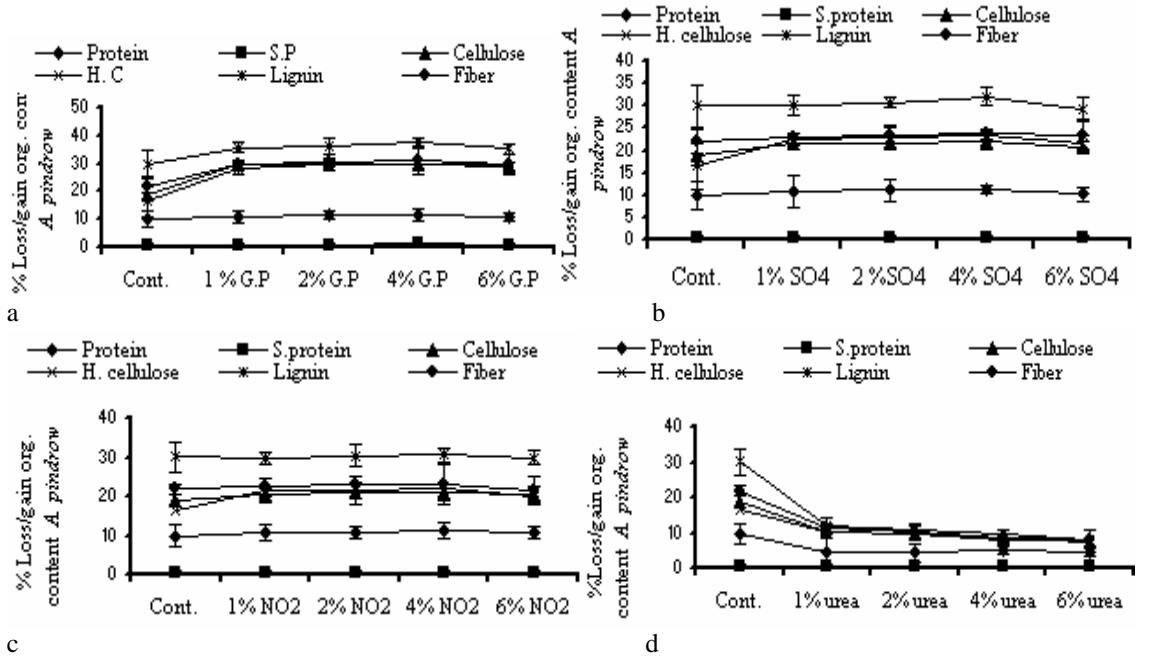 Protein S.P Cellulose
H. C Lignin Fiber
% Loss/gain org. con
A. pindrow
50
40
30
20
10
0
Cont. 1 % G.P 2% G.P 4% G.P 6% G.P
a
Protein S.protein Cellulose
H. cellulose Lignin Fiber
% Loss/gain org. content A
pindrow
40
35
30
25
20
15
10
5
0
Cont. 1% SO4 2 %SO4 4% SO4 6% SO4
b
Protein S.protein Cellulose
H. cellulose Lignin Fiber
% Loss/gain org.
content A. pindrow
40
30
20
10
0
Cont. 1% NO2 2% NO2 4% NO2 6% NO2
c
Protein S.protein Cellulose
H. cellulose Lignin Fiber
%Loss/gain org.
content A. pindrow
40
30
20
10
0
Cont. 1% urea 2% urea 4% urea 6% urea
d